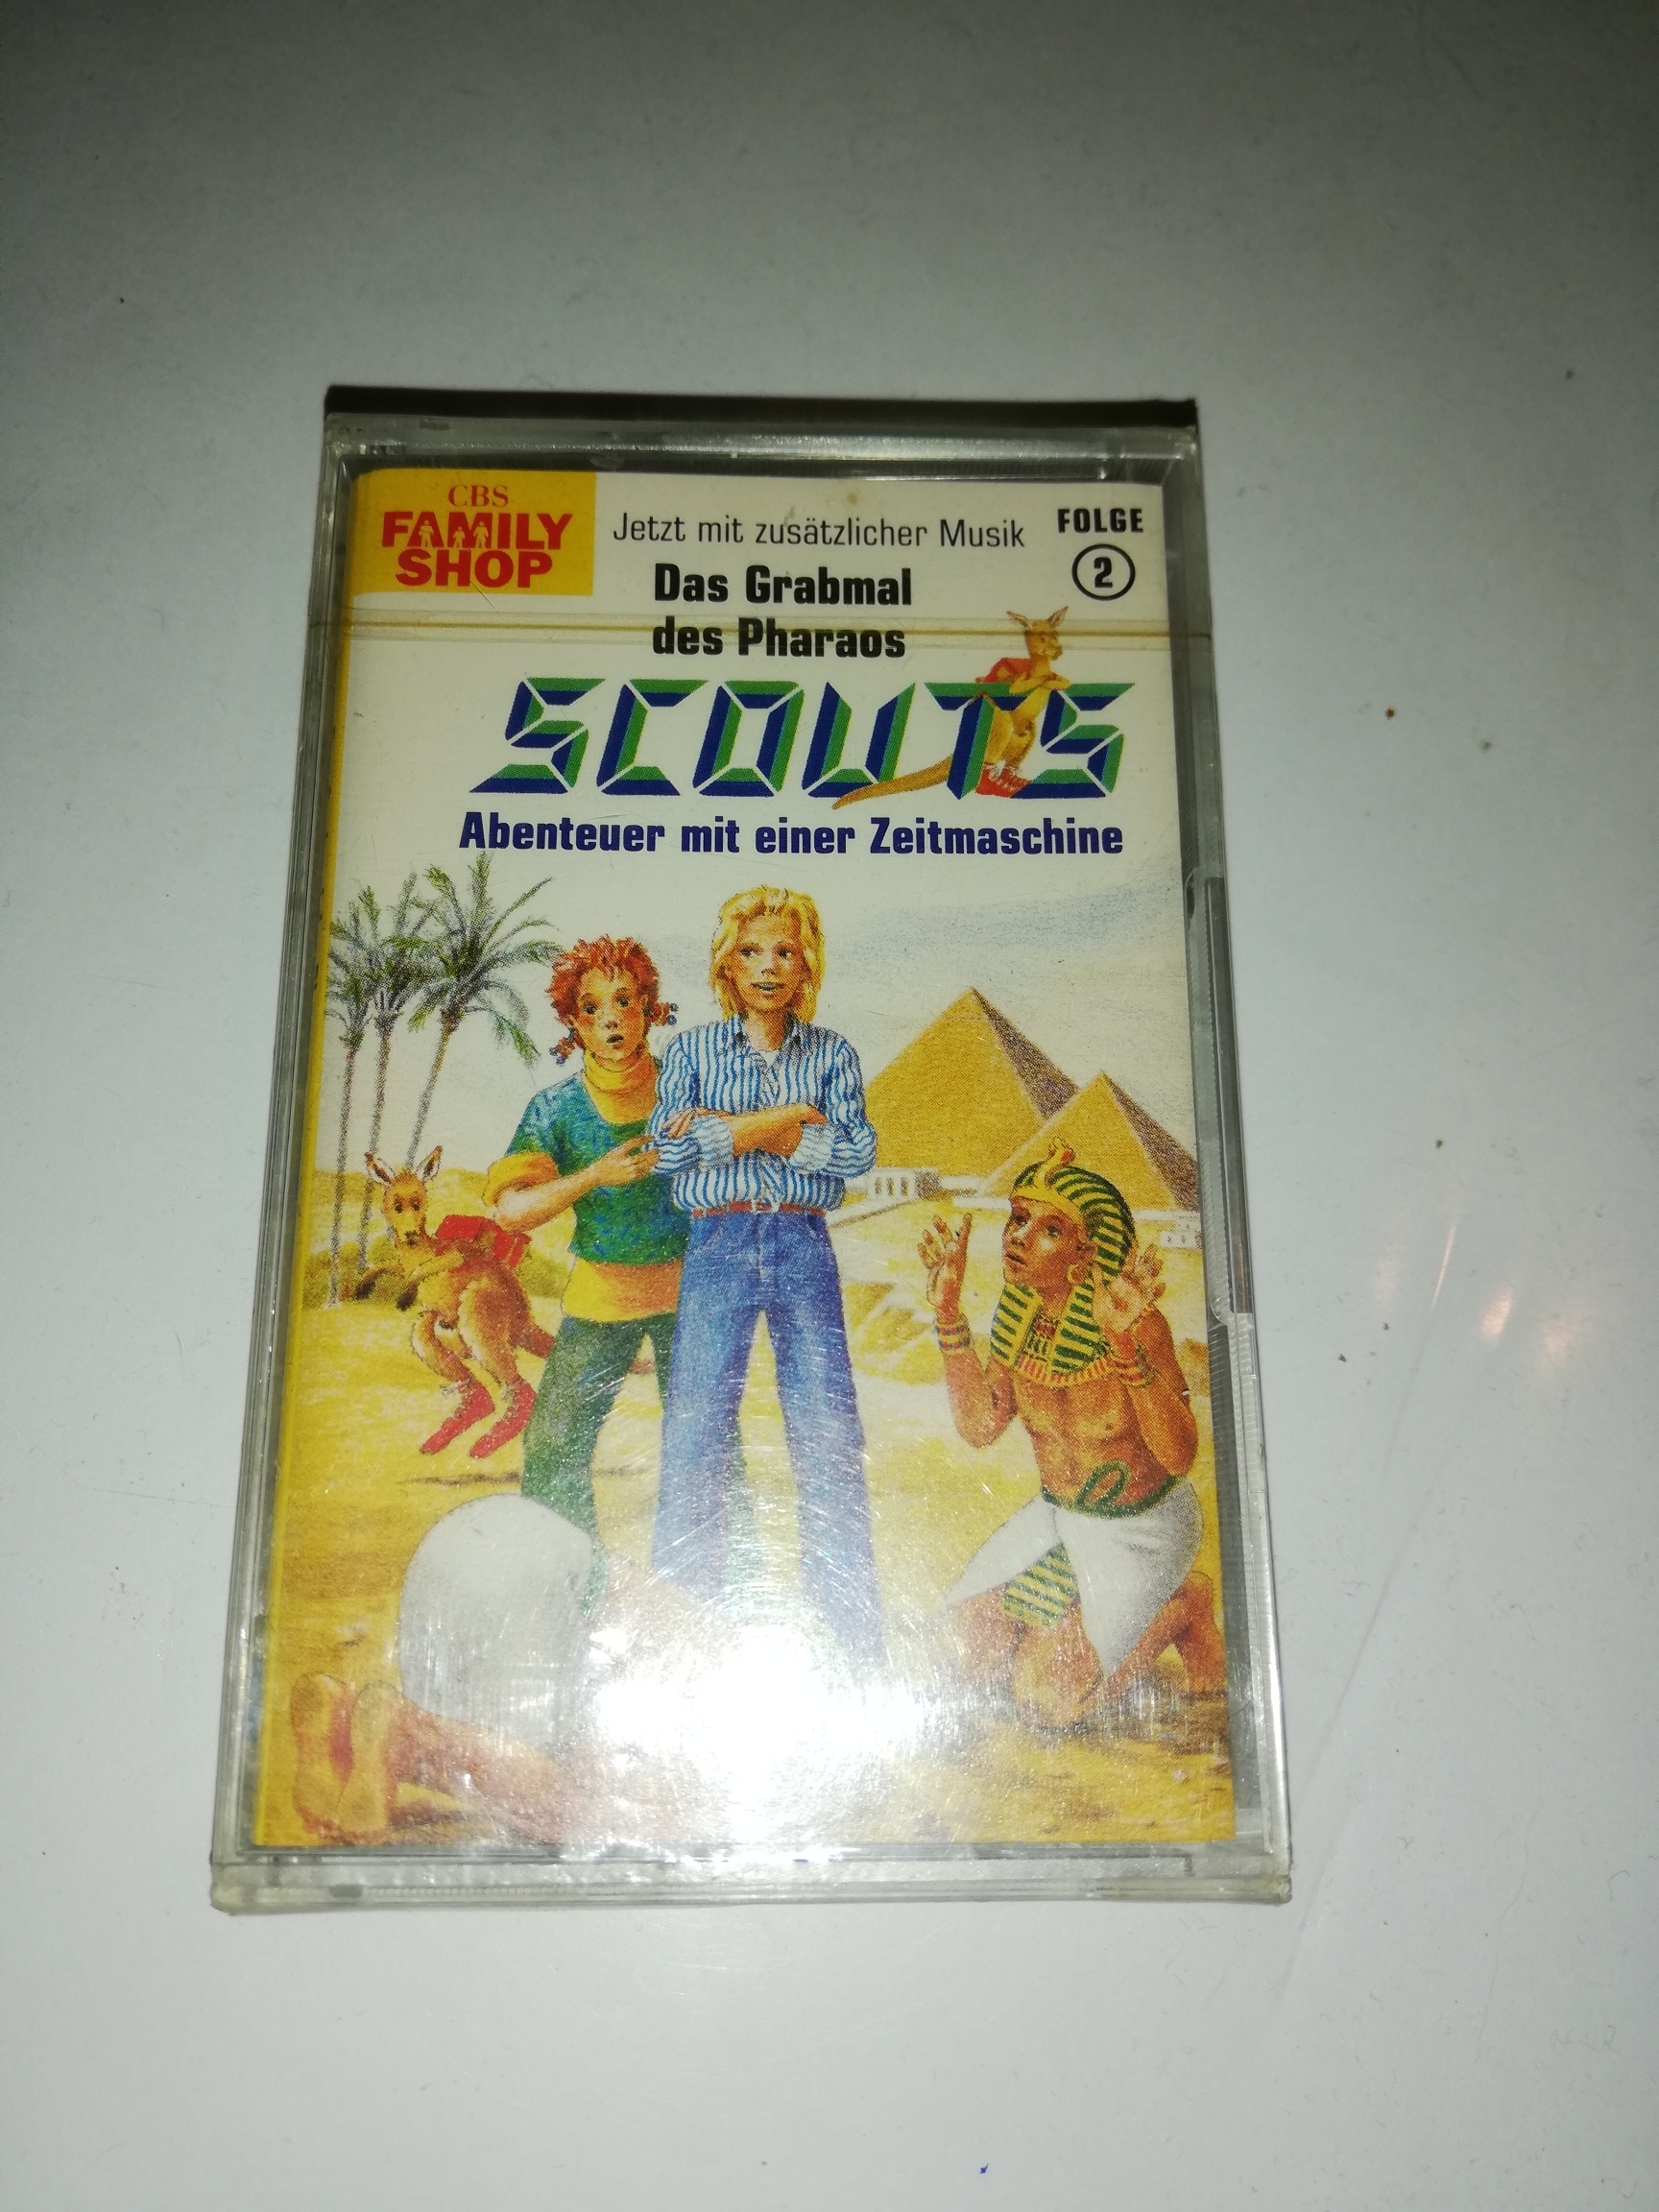 CBS
FAMILY
SHOP
Jetzt mit zusätzlicher Musik
FOLGE
2
Das Grabmal
des Pharaos
SCOUTS
Abenteuer mit einer Zeitmaschine